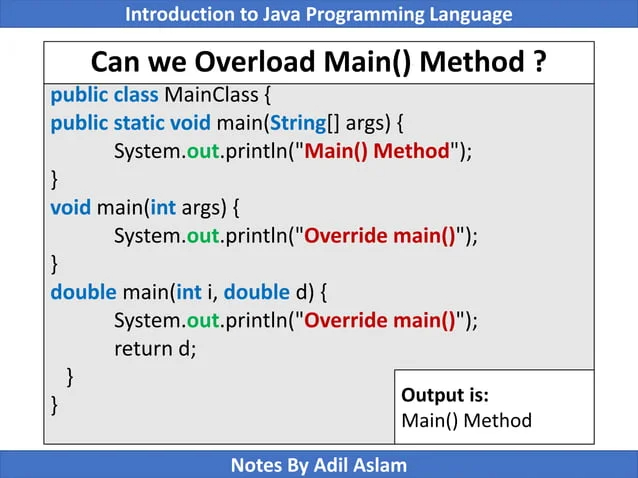 Introduction to Java Programming Language
Can we Overload Main() Method ?
public class MainClass {
public static void main(String[] args) {
System.out.println("Main() Method");
}
void main(int args) {
System.out.println("Override main()");
}
double main(int i, double d) {
System.out.println("Override main()");
return d;
}
}
Output is:
Main() Method
Notes By Adil Aslam